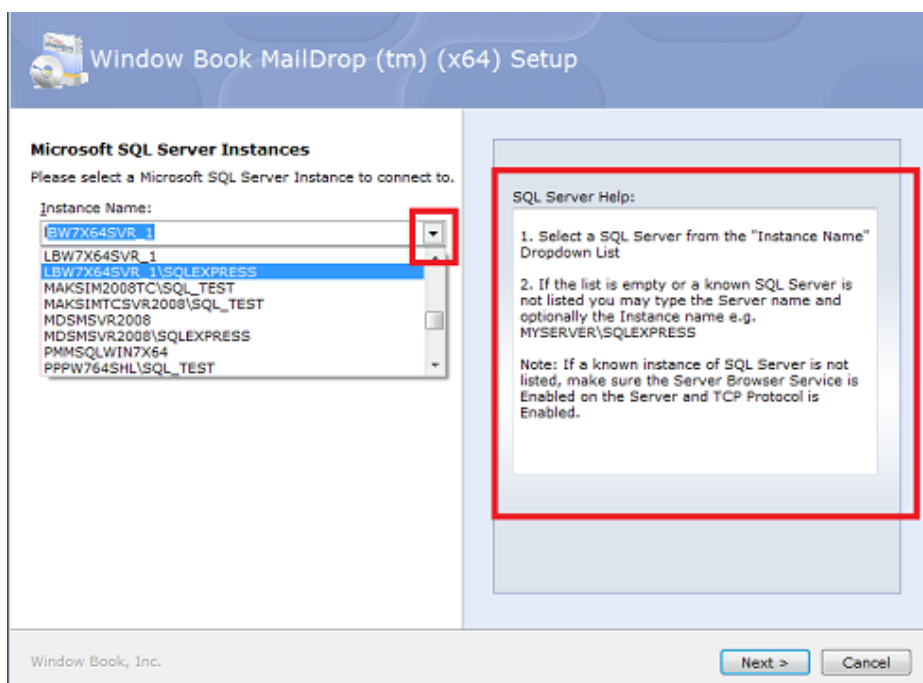 Window Book MailDrop (tm) (x64) Setup
Microsoft SQL Server Instances
Please select a Microsoft SQL Server Instance to connect to.
Instance Name:
LBW7X64SVR_1
LBW7X64SVR_1
LBW7X64SVR_1\SQLEXPRESS
MAKSIM2008TC\SQL_TEST
MAKSIMTCSVR2008\SQL_TEST
MDSMSVR2008
MDSMSVR2008\SQLEXPRESS
PMMSQLWIN7X64
PPPW764SHL\SQL_TEST
SQL Server Help:
1. Select a SQL Server from the "Instance Name"
Dropdown List
2. If the list is empty or a known SQL Server is
not listed you may type the Server name and
optionally the Instance name e.g.
MYSERVER\SQLEXPRESS
Note: If a known instance of SQL Server is not
listed, make sure the Server Browser Service is
Enabled on the Server and TCP Protocol is
Enabled.
Window Book, Inc.
Next >
Cancel